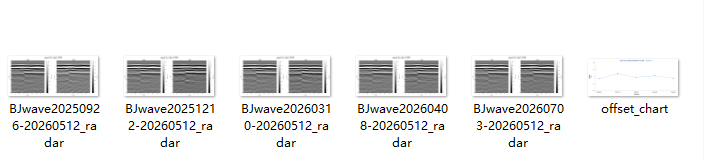 BJwave2025092
6-20260512_ra
dar
BJwave2025121
2-20260512_ra
dar
BJwave2026031
0-20260512_ra
dar
BJwave2026040
8-20260512_ra
dar
BJwave2026070
3-20260512_ra
dar
offset_chart